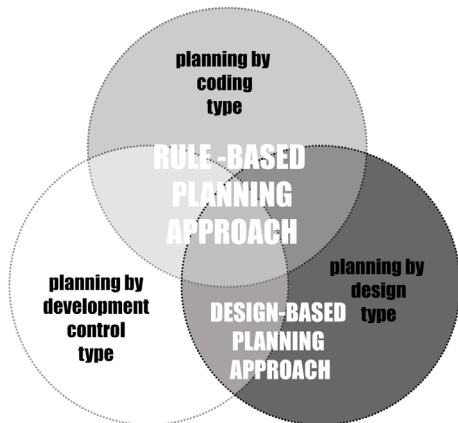 planning by
coding
type
RULE -BASED
PLANNING
APPROACH
planning by
development
control
type
planning by
design
type
DESIGN-BASED
PLANNING
APPROACH